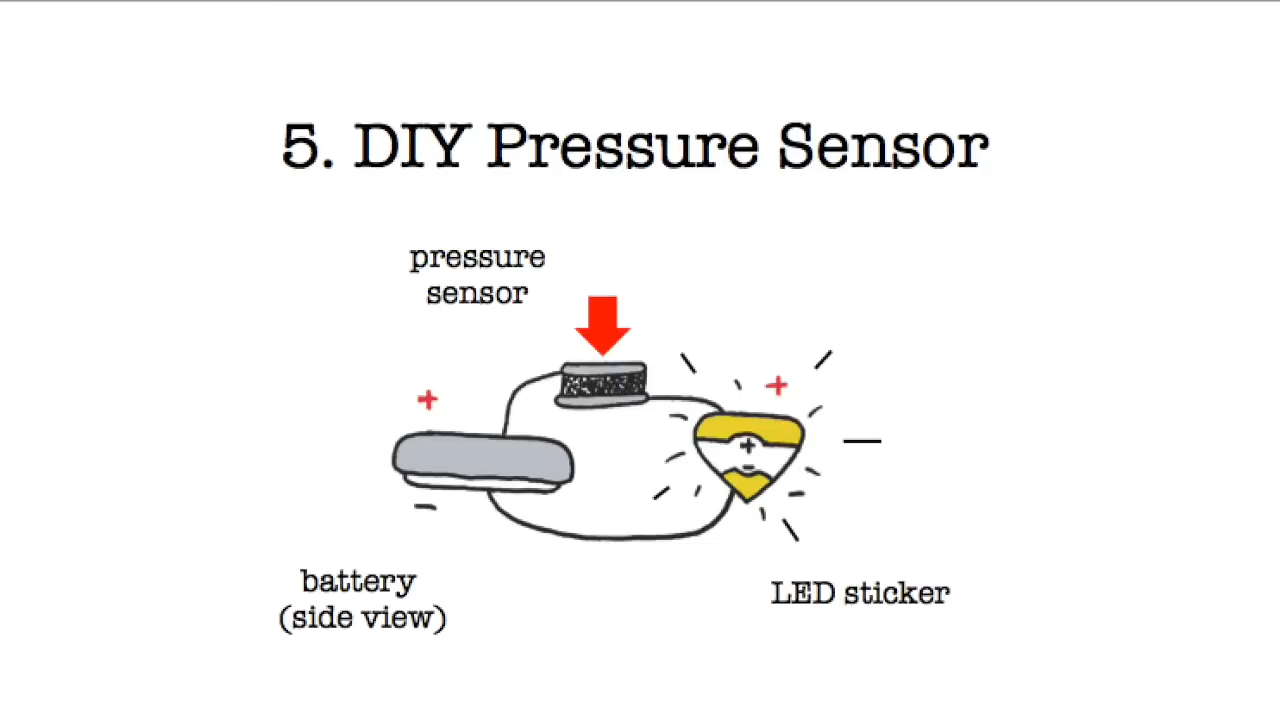 5. DIY Pressure Sensor
pressure
sensor
+
+
+
-
-
battery
(side view)
LED sticker